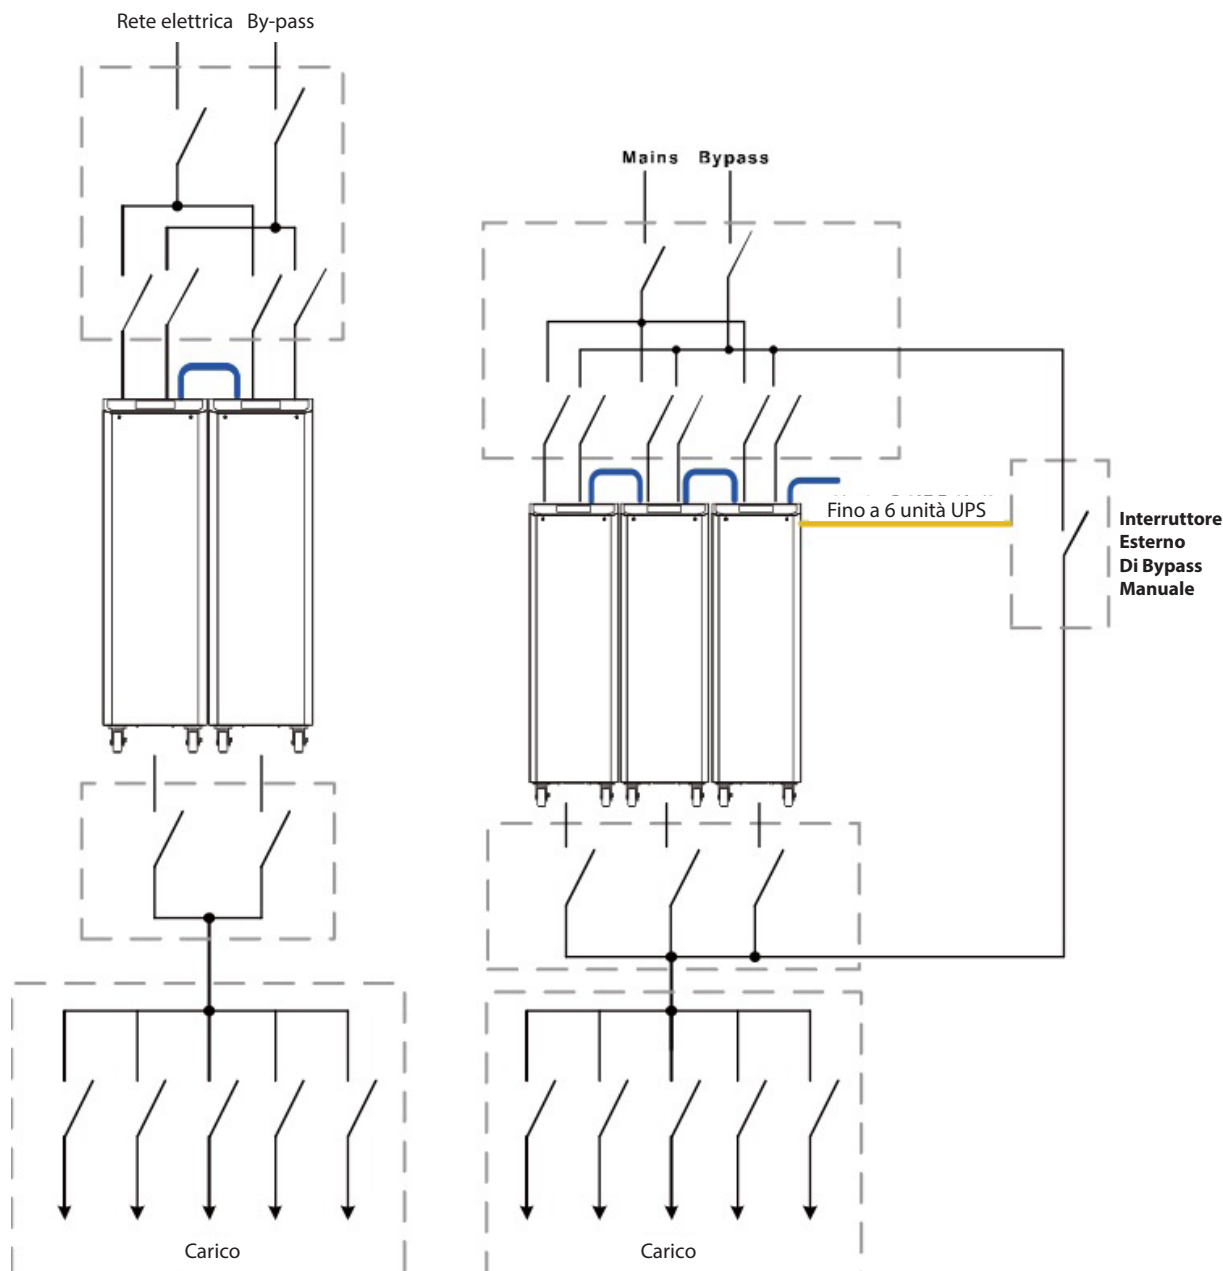 Rete elettrica By-pass
Mains Bypass
Fino a 6 unità UPS
Interruttore
Esterno
Di Bypass
Manuale
Carico
Carico